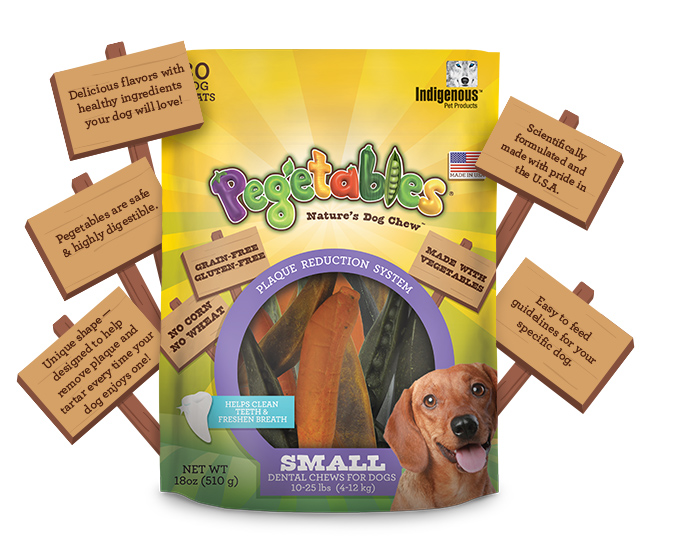 Delicious flavors with
healthy ingredients
your dog will love!
Pegetables are safe
& highly digestible.
Unique shape —
designed to help
remove plaque and
tartar every time your
dog enjoys one!
Indigenous™
Pet Products
MADE IN USA
Pegetables®
Nature's Dog Chew™
GRAIN-FREE
GLUTEN-FREE
NO CORN
NO WHEAT
MADE WITH
VEGETABLES
PLAQUE REDUCTION SYSTEM
HELPS CLEAN
TEETH &
FRESHEN BREATH
NET WT
18oz (510 g)
SMALL
DENTAL CHEWS FOR DOGS
10-25 lbs (4-12 kg)
Scientifically
formulated and
made with pride in
the U.S.A.
Easy to feed
guidelines for your
specific dog.